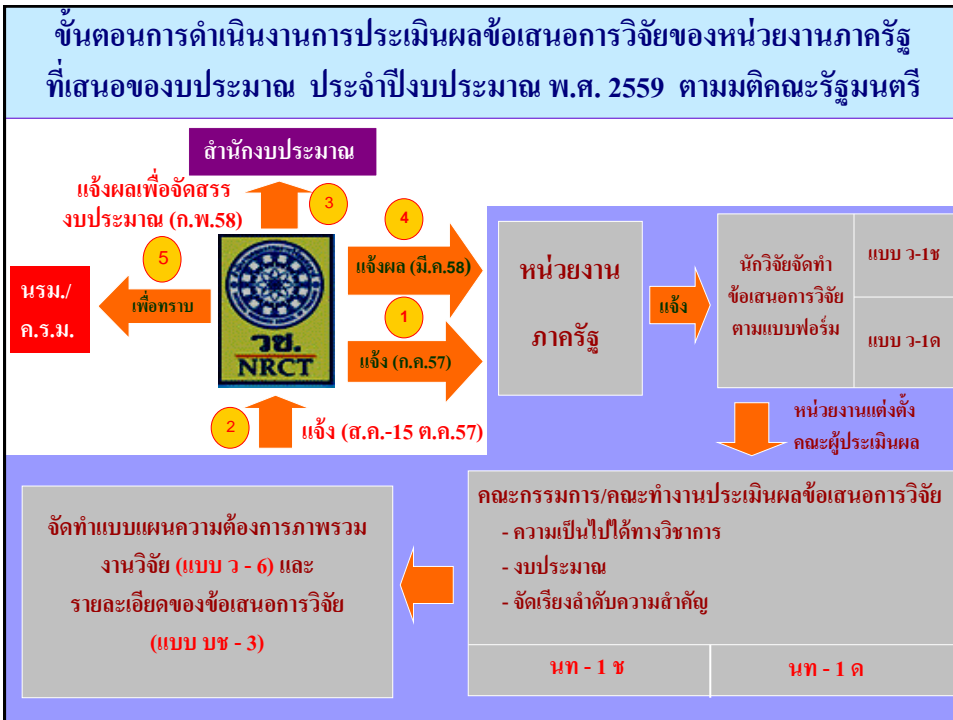 ขั้นตอนการดำเนินงานการประเมินผลข้อเสนอการวิจัยของหน่วยงานภาครัฐ
ที่เสนอของบประมาณ ประจำปีงบประมาณ พ.ศ. 2559 ตามมติคณะรัฐมนตรี
สำนักงบประมาณ
แจ้งผลเพื่อจัดสรร
งบประมาณ (ก.พ.58)
3
4
5
นรม./
ค.ร.ม.
เพื่อทราบ
วช.
NRCT
แจ้งผล (มี.ค.58)
1
แจ้ง (ก.ค.57)
หน่วยงาน
ภาครัฐ
แจ้ง
นักวิจัยจัดทำ
ข้อเสนอการวิจัย
ตามแบบฟอร์ม
แบบ ว-1ช
แบบ ว-1ด
2
แจ้ง (ส.ค.-15 ต.ค.57)
หน่วยงานแต่งตั้ง
คณะผู้ประเมินผล
คณะกรรมการ/คณะทำงานประเมินผลข้อเสนอการวิจัย
- ความเป็นไปได้ทางวิชาการ
- งบประมาณ
- จัดเรียงลำดับความสำคัญ
นท - 1 ช
นท - 1 ด
จัดทำแบบแผนความต้องการภาพรวม
งานวิจัย (แบบ ว - 6) และ
รายละเอียดของข้อเสนอการวิจัย
(แบบ บช - 3)